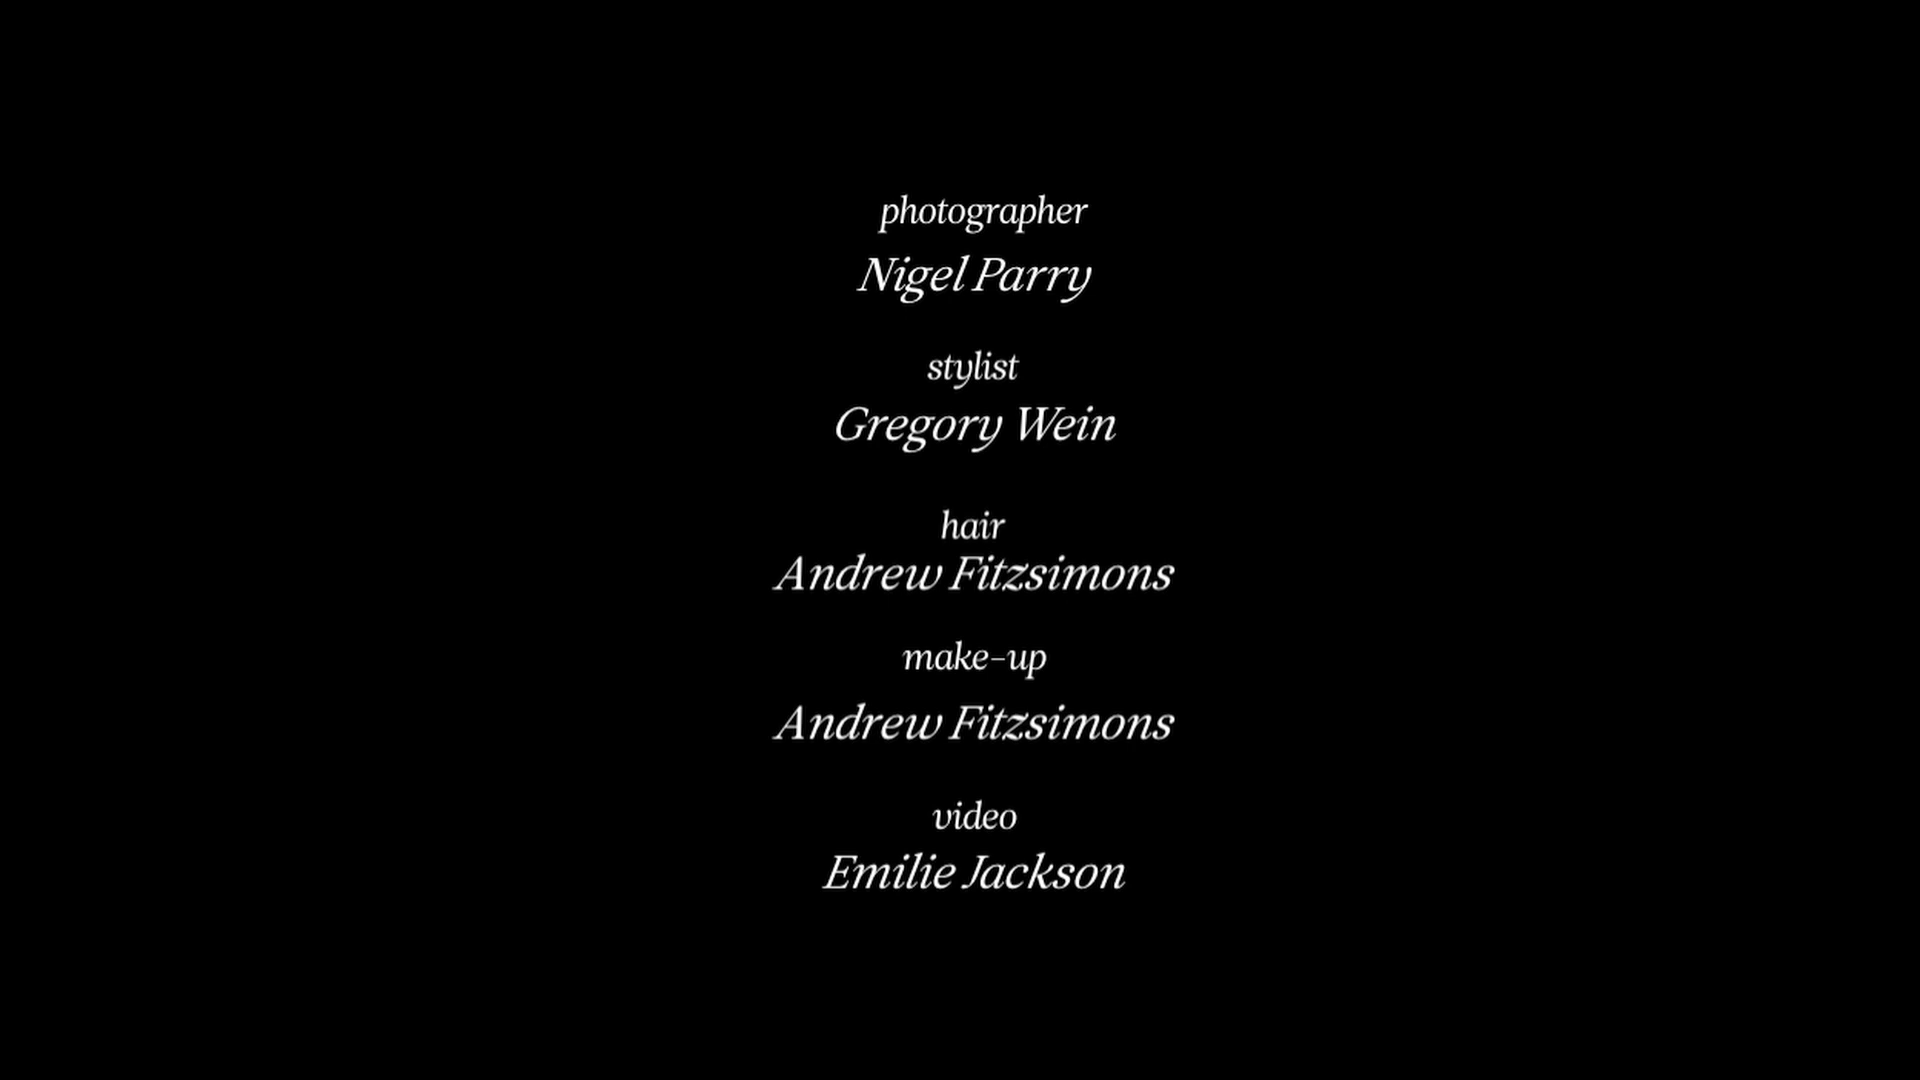 photographer
Nigel Parry
stylist
Gregory Wein
hair
Andrew Fitzsimons
make-up
Andrew Fitzsimons
video
Emilie Jackson